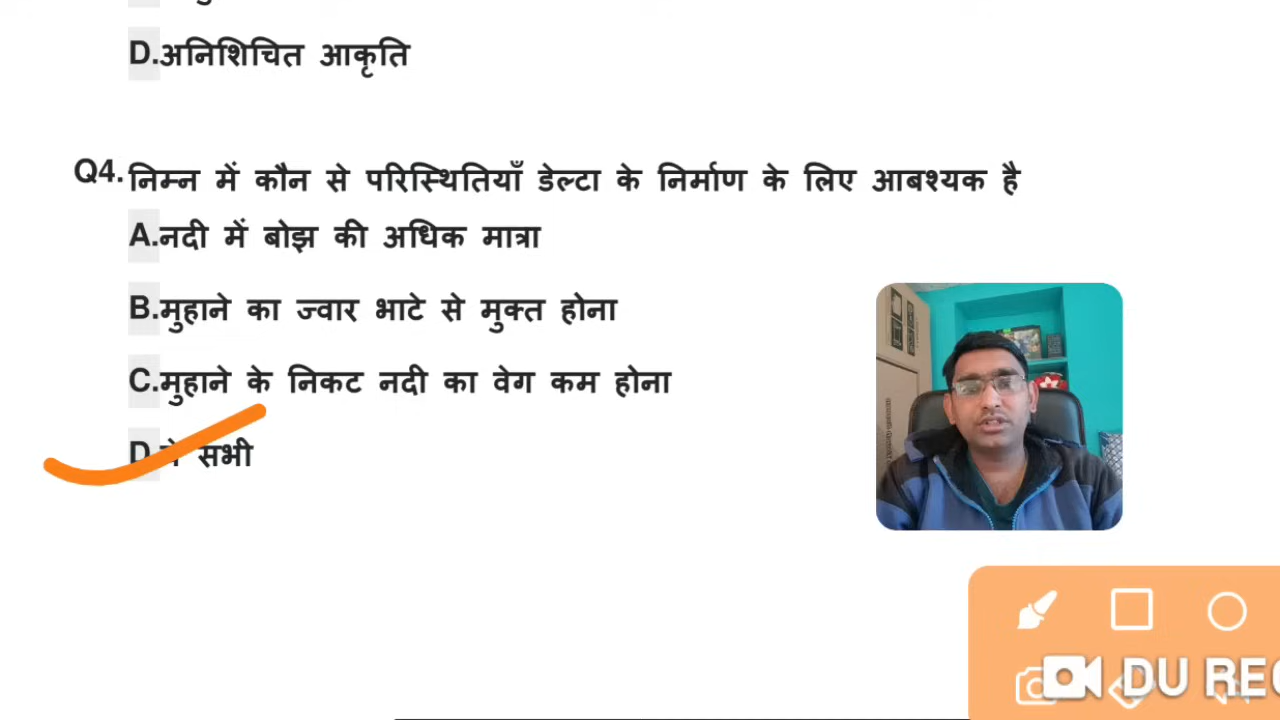 D.अनिशिचित आकृति
Q4. निम्न में कौन से परिस्थितियाँ डेल्टा के निर्माण के लिए आबश्यक है
A.नदी में बोझ की अधिक मात्रा
B.मुहाने का ज्वार भाटे से मुक्त होना
C.मुहाने के निकट नदी का वेग कम होना
D.ये सभी
DU REC